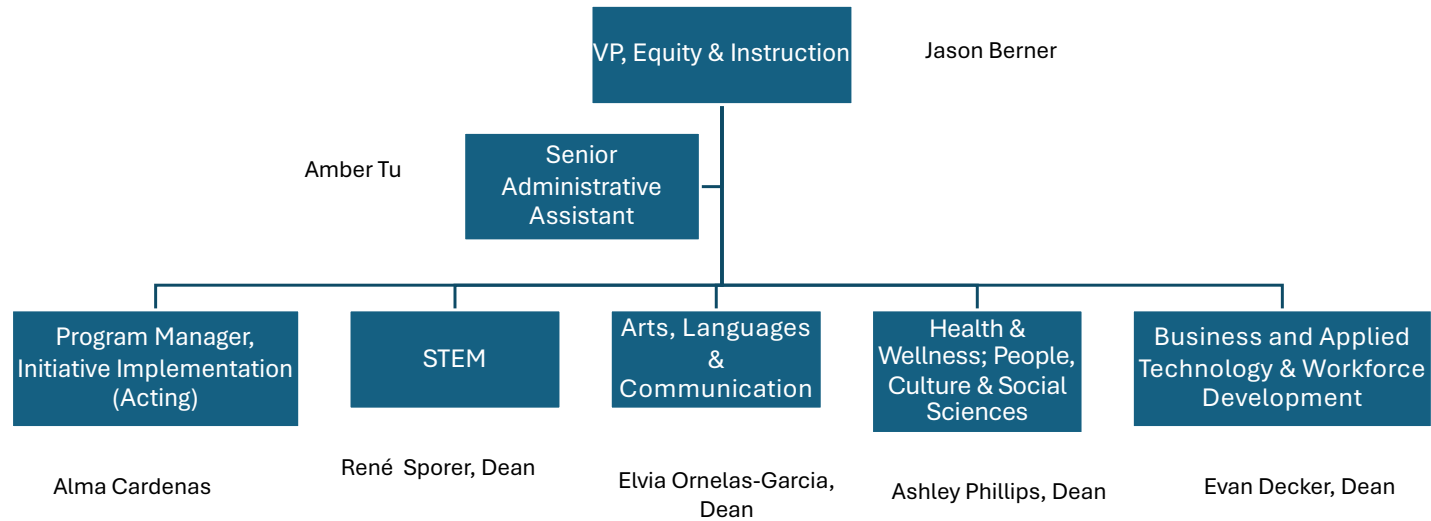 VP, Equity & Instruction
Jason Berner
Amber Tu
Senior
Administrative
Assistant
Program Manager,
Initiative Implementation
(Acting)
STEM
Arts, Languages
&
Communication
Health &
Wellness; People,
Culture & Social
Sciences
Business and Applied
Technology & Workforce
Development
Alma Cardenas
René Sporer, Dean
Elvia Ornelas-Garcia,
Dean
Ashley Phillips, Dean
Evan Decker, Dean